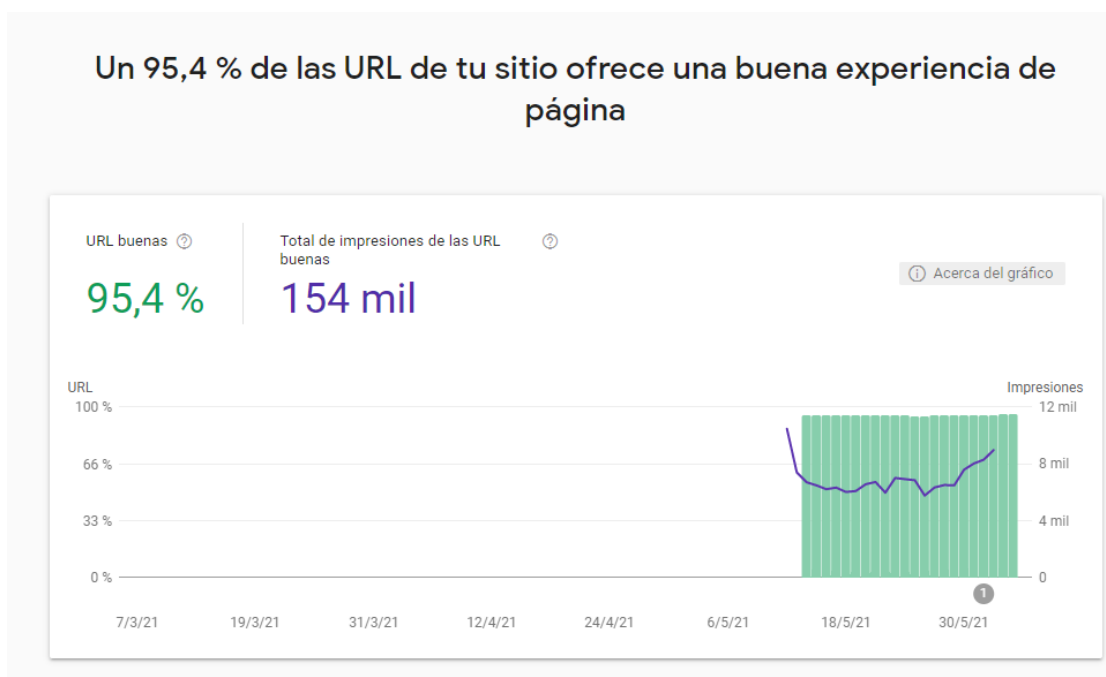 Un 95,4 % de las URL de tu sitio ofrece una buena experiencia de
página
URL buenas
95,4 %
Total de impresiones de las URL
buenas
154 mil
Acerca del gráfico
URL
Impresiones
100 %
12 mil
66 %
8 mil
33 %
4 mil
0 %
0
1
7/3/21
19/3/21
31/3/21
12/4/21
24/4/21
6/5/21
18/5/21
30/5/21